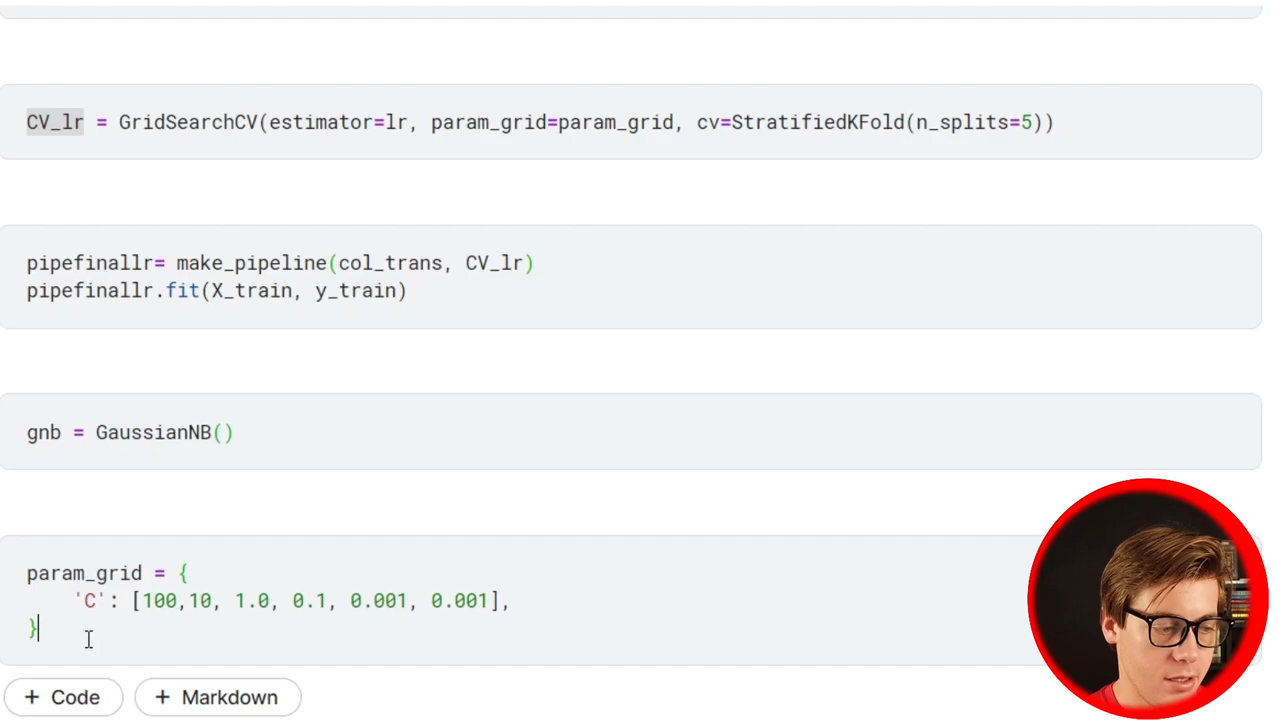 CV_lr = GridSearchCV(estimator=lr, param_grid=param_grid, cv=StratifiedKFold(n_splits=5))
pipefinallr= make_pipeline(col_trans, CV_lr)
pipefinallr.fit(X_train, y_train)
gnb = GaussianNB()
param_grid = {
'C': [100,10, 1.0, 0.1, 0.001, 0.001],
}
+ Code + Markdown